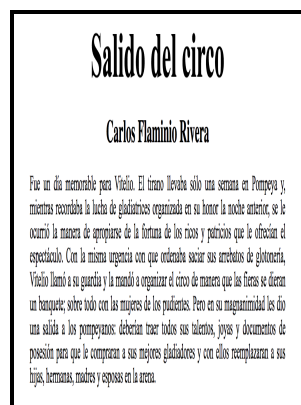 Salido del circo
Carlos Flaminio Rivera
Fue un día memorable para Vitelio. El tirano llevaba sólo una semana en Pompeya y,
mientras recordaba la lucha de gladiatrices organizada en su honor la noche anterior, se le
ocurrió la manera de apropiarse de la fortuna de los ricos y patricios que le ofrecían el
espectáculo. Con la misma urgencia con que ordenaba saciar sus arrebatos de glotonería,
Vitelio llamó a su guardia y la mandó a organizar el circo de manera que las fieras se dieran
un banquete; sobre todo con las mujeres de los pudientes. Pero en su magnanimidad les dio
una salida a los pompeyanos: deberían traer todos sus talentos, joyas y documentos de
posesión para que le compraran a sus mejores gladiadores y con ellos reemplazaran a sus
hijas, hermanas, madres y esposas en la arena.